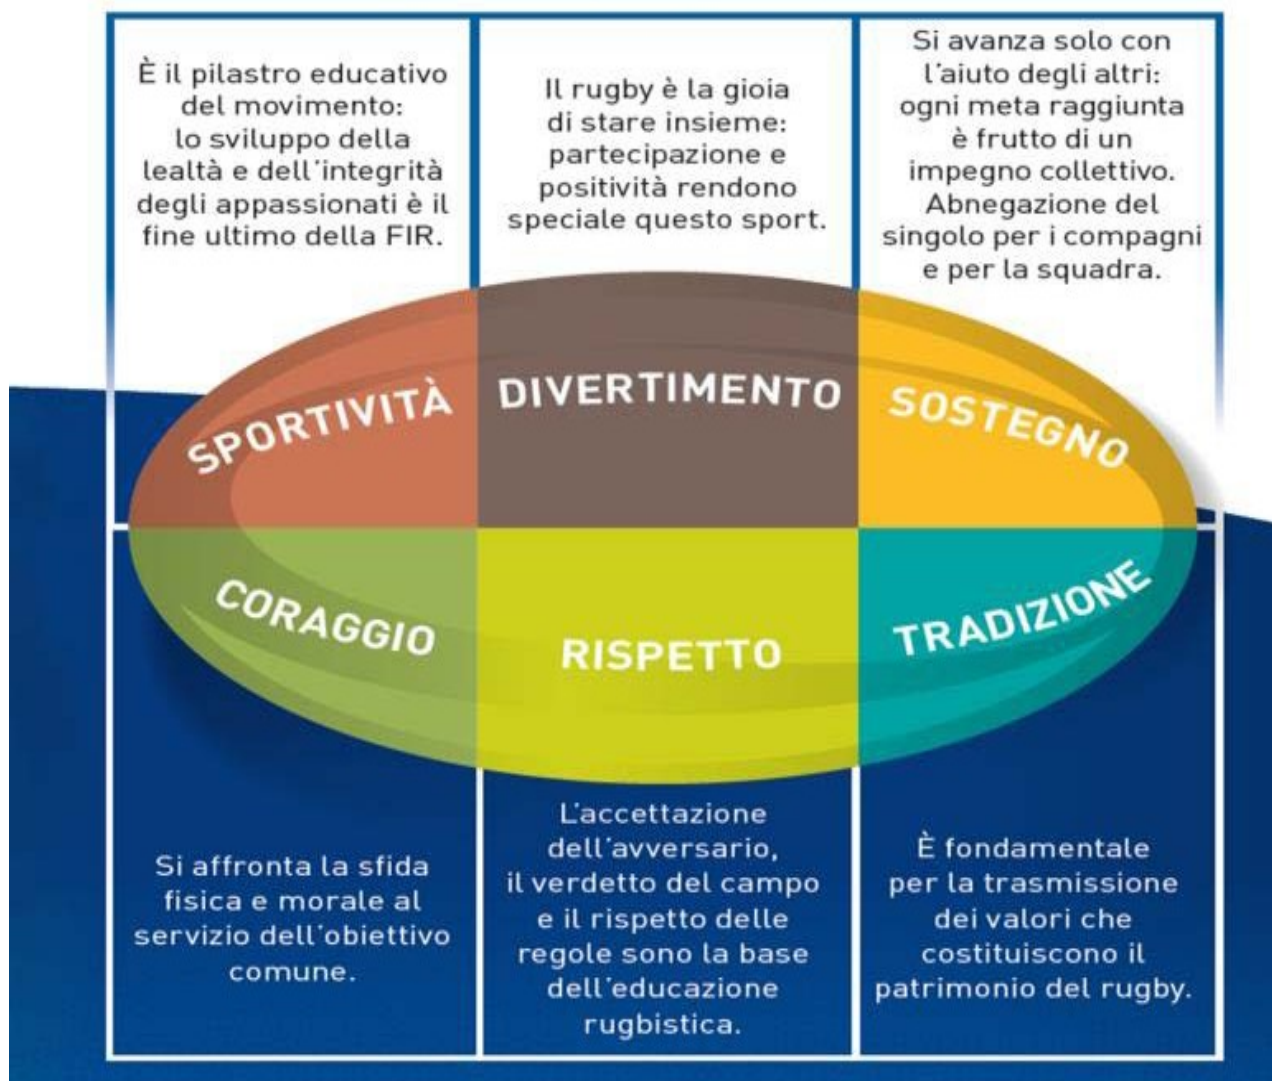 È il pilastro educativo
del movimento:
lo sviluppo della
lealtà e dell'integrità
degli appassionati è il
fine ultimo della FIR.
Il rugby è la gioia
di stare insieme:
partecipazione e
positività rendono
speciale questo sport.
Si avanza solo con
l'aiuto degli altri:
ogni meta raggiunta
è frutto di un
impegno collettivo.
Abnegazione del
singolo per i compagni
e per la squadra.
SPORTIVITÀ
DIVERTIMENTO
SOSTEGNO
CORAGGIO
RISPETTO
TRADIZIONE
Si affronta la sfida
fisica e morale al
servizio dell'obiettivo
comune.
L'accettazione
dell'avversario,
il verdetto del campo
e il rispetto delle
regole sono la base
dell'educazione
rugbistica.
È fondamentale
per la trasmissione
dei valori che
costituiscono il
patrimonio del rugby.